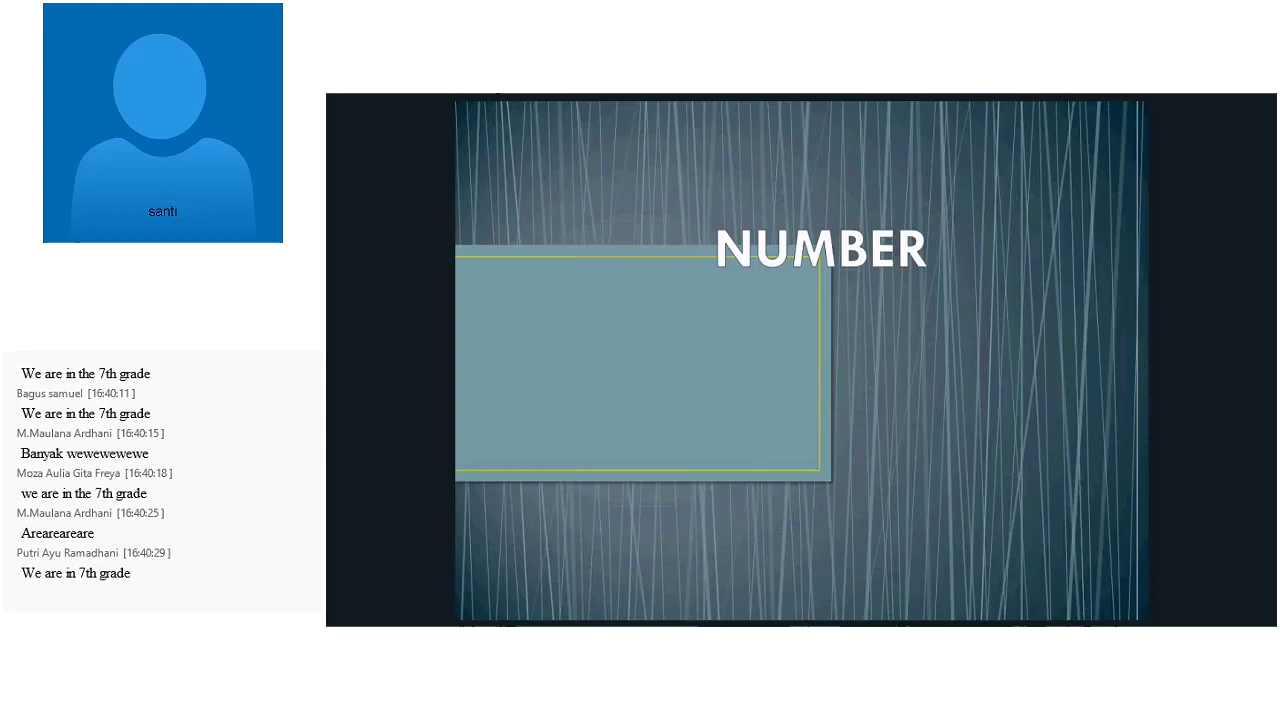 santi
We are in the 7th grade
Bagus samuel [16:40:11]
We are in the 7th grade
M.Maulana Ardhani [16:40:15]
Banyak wewewewewe
Moza Aulia Gita Freya [16:40:18]
we are in the 7th grade
M.Maulana Ardhani [16:40:25]
Areareareare
Putri Ayu Ramadhani [16:40:29]
We are in 7th grade
NUMBER